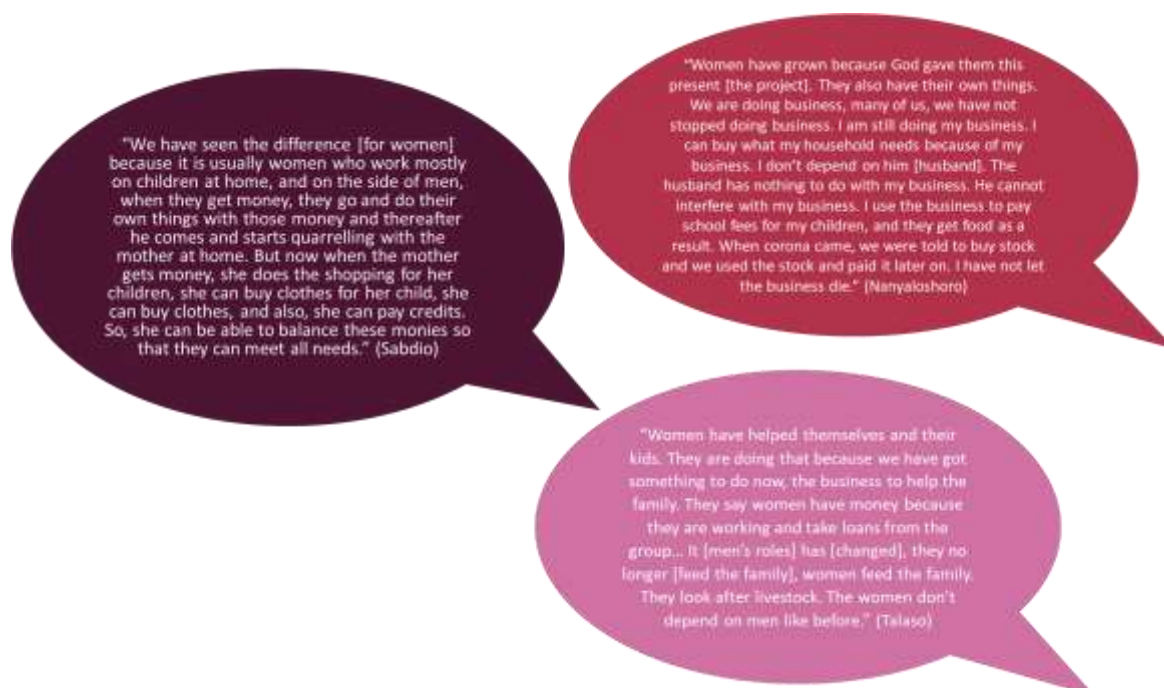 "We have seen the difference [for women]
because it is usually women who work mostly
on children at home, and on the side of men,
when they get money, they go and do their
own things with those money and thereafter
he comes and starts quarrelling with the
mother at home. But now when the mother
gets money, she does the shopping for her
children, she can buy clothes for her child, she
can buy clothes, and also, she can pay credits.
So, she can be able to balance these monies so
that they can meet all needs." (Sabdio)
"Women have grown because God gave them this
present [the project]. They also have their own things.
We are doing business, many of us, we have not
stopped doing business. I am still doing my business. I
can buy what my household needs because of my
business. I don't depend on him [husband]. The
husband has nothing to do with my business. He cannot
interfere with my business. I use the business to pay
school fees for my children, and they get food as a
result. When corona came, we were told to buy stock
and we used the stock and paid it later on. I have not let
the business die." (Nanyaloshoro)
"Women have helped themselves and their
kids. They are doing that because we have got
something to do now, the business to help the
family. They say women have money because
they are working and take loans from the
group... It [men's roles] has [changed], they no
longer [feed the family], women feed the family.
They look after livestock. The women don't
depend on men like before." (Talaso)